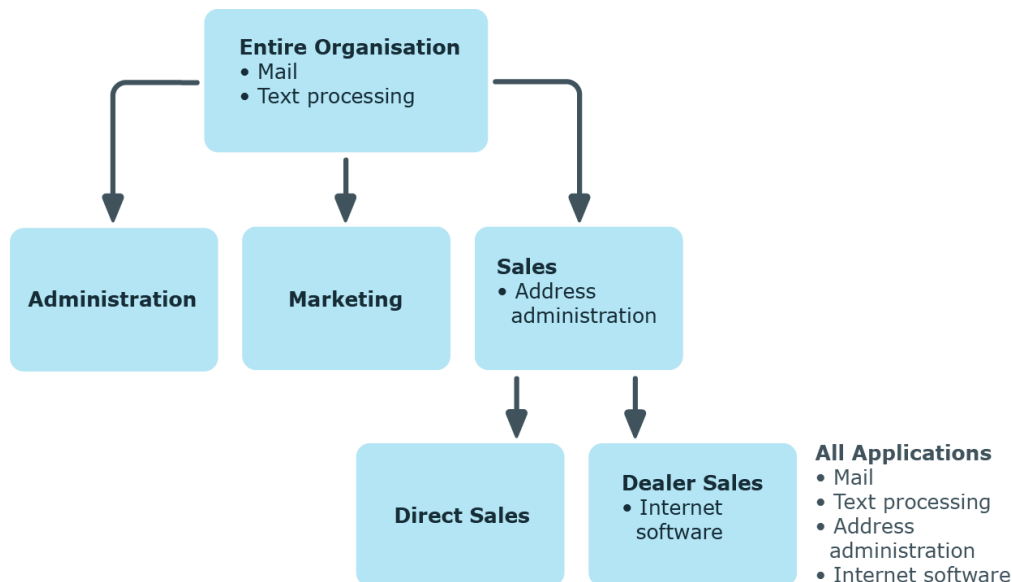 Entire Organisation
• Mail
• Text processing
Administration
Marketing
Sales
• Address
administration
Direct Sales
Dealer Sales
• Internet
software
All Applications
• Mail
• Text processing
• Address
administration
• Internet software